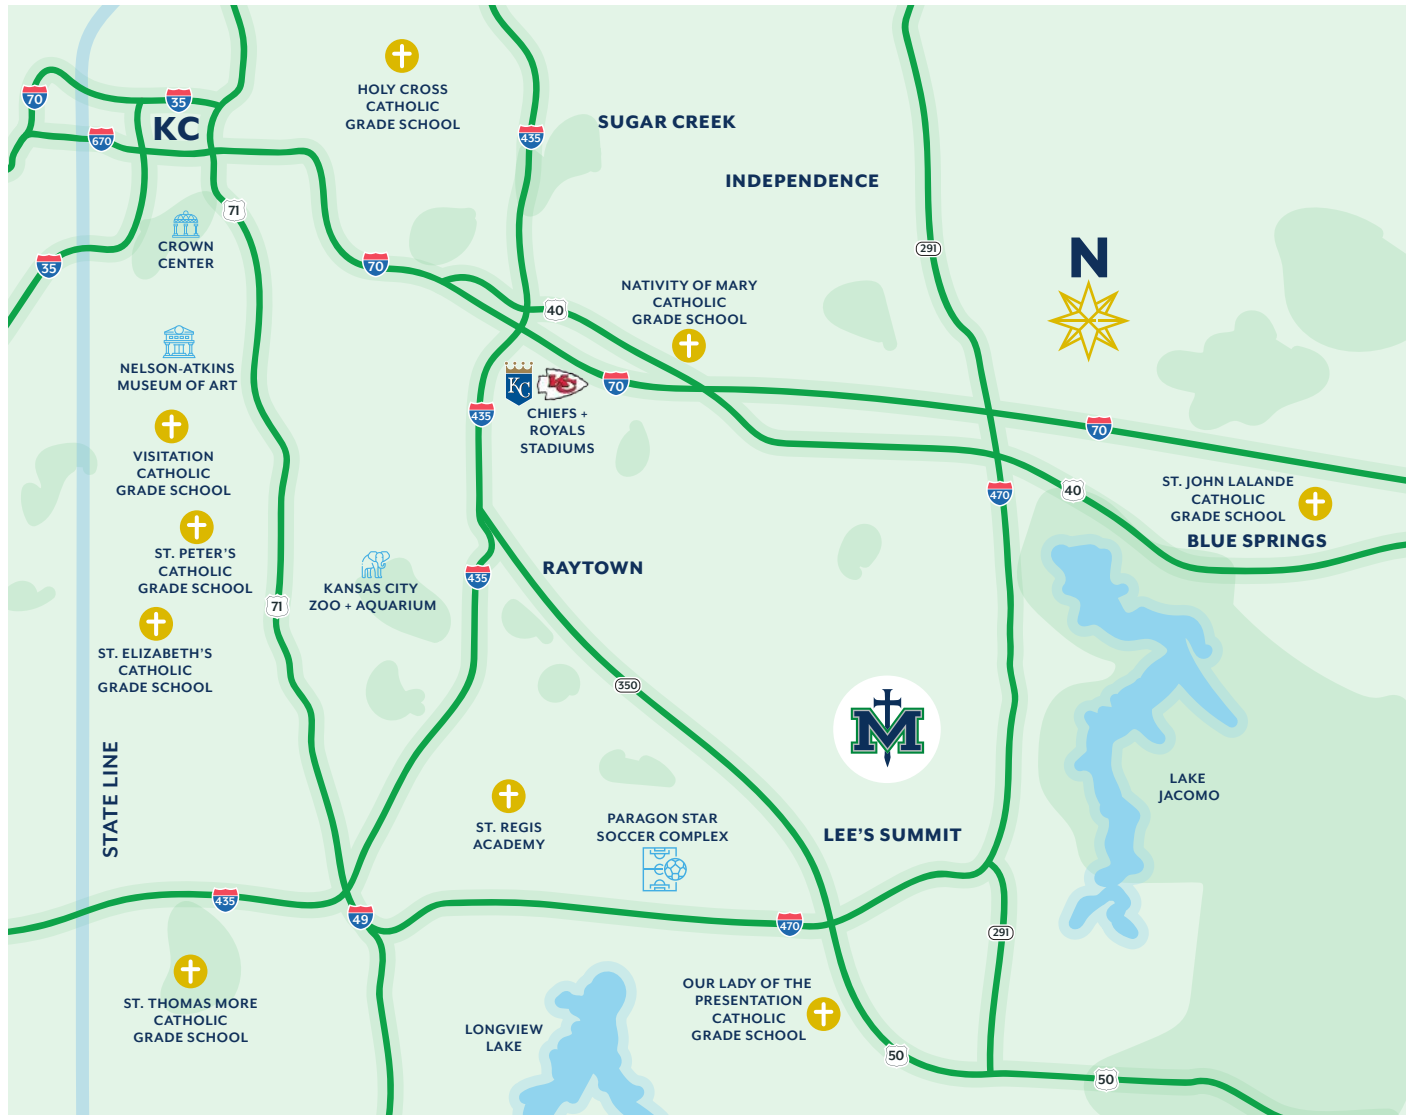 HOLY CROSS
CATHOLIC
GRADE SCHOOL
70
35
KC
670
435
SUGAR CREEK
INDEPENDENCE
71
CROWN
CENTER
35
70
291
N
NATIVITY OF MARY
CATHOLIC
GRADE SCHOOL
40
NELSON-ATKINS
MUSEUM OF ART
KC
KC
70
435
CHIEFS +
ROYALS
STADIUMS
70
VISITATION
CATHOLIC
GRADE SCHOOL
470
40
ST. JOHN LALANDE
CATHOLIC
GRADE SCHOOL
BLUE SPRINGS
ST. PETER'S
CATHOLIC
GRADE SCHOOL
KANSAS CITY
ZOO + AQUARIUM
435
RAYTOWN
71
ST. ELIZABETH'S
CATHOLIC
GRADE SCHOOL
350
M
STATE LINE
LAKE
JACOMO
ST. REGIS
ACADEMY
PARAGON STAR
SOCCER COMPLEX
LEE'S SUMMIT
435
49
470
291
ST. THOMAS MORE
CATHOLIC
GRADE SCHOOL
LONGVIEW
LAKE
OUR LADY OF THE
PRESENTATION
CATHOLIC
GRADE SCHOOL
50
50